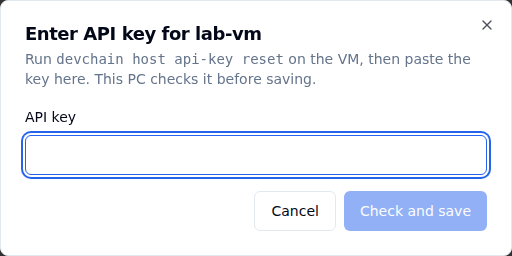 Enter API key for lab-vm
Run devchain host api-key reset on the VM, then paste the
key here. This PC checks it before saving.
API key
Cancel
Check and save